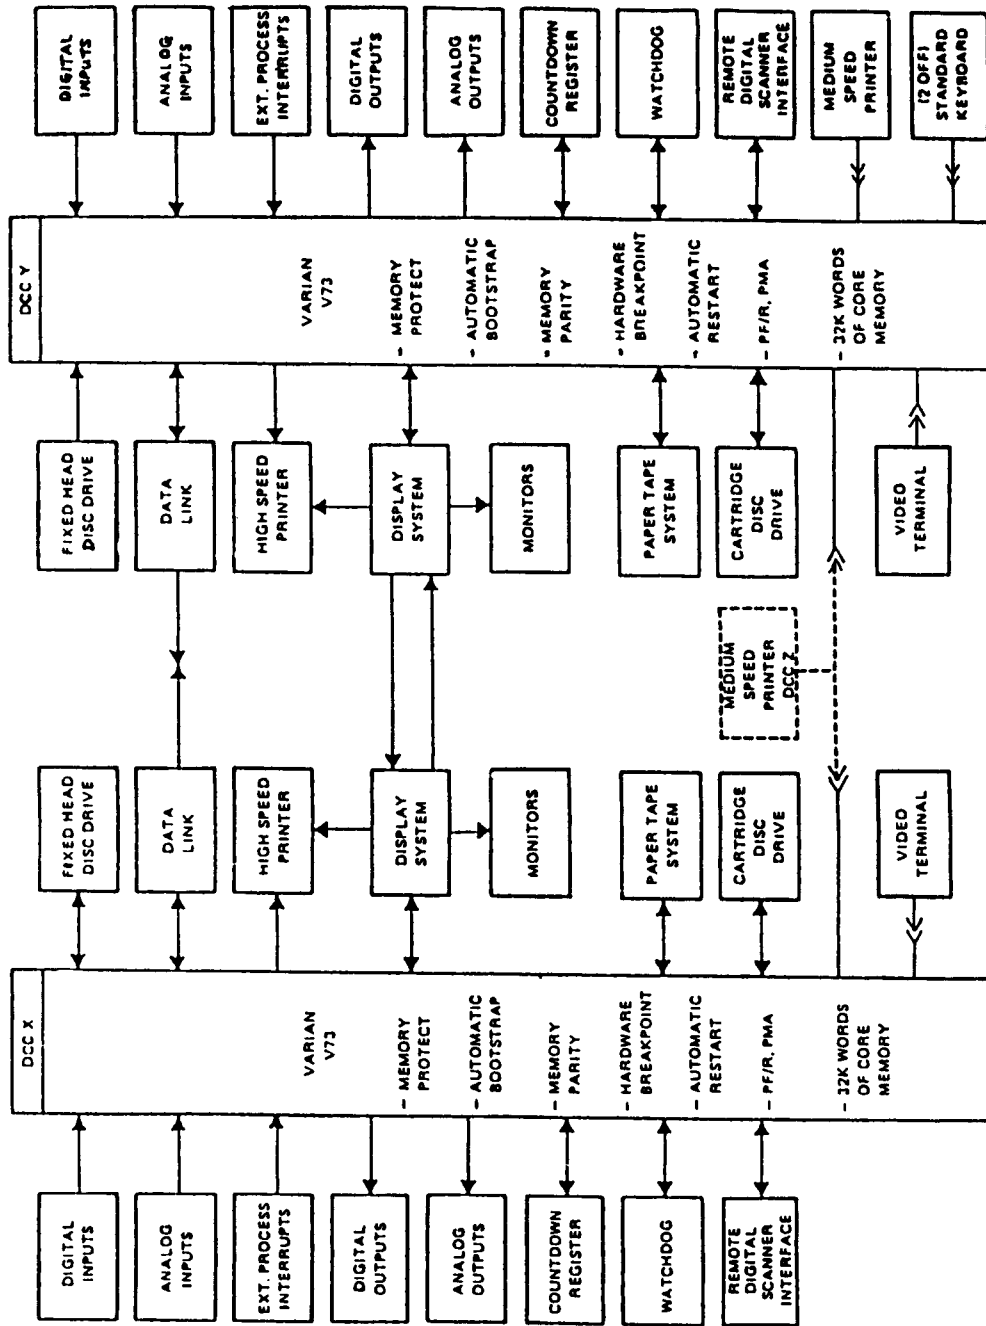 DIGITAL
INPUTS
ANALOG
INPUTS
EXT. PROCESS
INTERRUPTS
DIGITAL
OUTPUTS
ANALOG
OUTPUTS
COUNTDOWN
REGISTER
WATCHDOG
REMOTE
DIGITAL
SCANNER
INTERFACE
DCC X
VARIAN
V73
- MEMORY
PROTECT
- AUTOMATIC
BOOTSTRAP
- MEMORY
PARITY
- HARDWARE
BREAKPOINT
- AUTOMATIC
RESTART
- PF/R, PMA
- 32K WORDS
OF CORE
MEMORY
FIXED HEAD
DISC DRIVE
DATA
LINK
HIGH SPEED
PRINTER
DISPLAY
SYSTEM
MONITORS
PAPER TAPE
SYSTEM
CARTRIDGE
DISC
DRIVE
VIDEO
TERMINAL
MEDIUM
SPEED
PRINTER
DCC Z
FIXED HEAD
DISC DRIVE
DATA
LINK
HIGH SPEED
PRINTER
DISPLAY
SYSTEM
MONITORS
PAPER TAPE
SYSTEM
CARTRIDGE
DISC
DRIVE
VIDEO
TERMINAL
DCC Y
VARIAN
V73
- MEMORY
PROTECT
- AUTOMATIC
BOOTSTRAP
- MEMORY
PARITY
- HARDWARE
BREAKPOINT
- AUTOMATIC
RESTART
- PF/R, PMA
- 32K WORDS
OF CORE
MEMORY
DIGITAL
INPUTS
ANALOG
INPUTS
EXT. PROCESS
INTERRUPTS
DIGITAL
OUTPUTS
ANALOG
OUTPUTS
COUNTDOWN
REGISTER
WATCHDOG
REMOTE
DIGITAL
SCANNER
INTERFACE
MEDIUM
SPEED
PRINTER
(2 OFF)
STANDARD
KEYBOARD